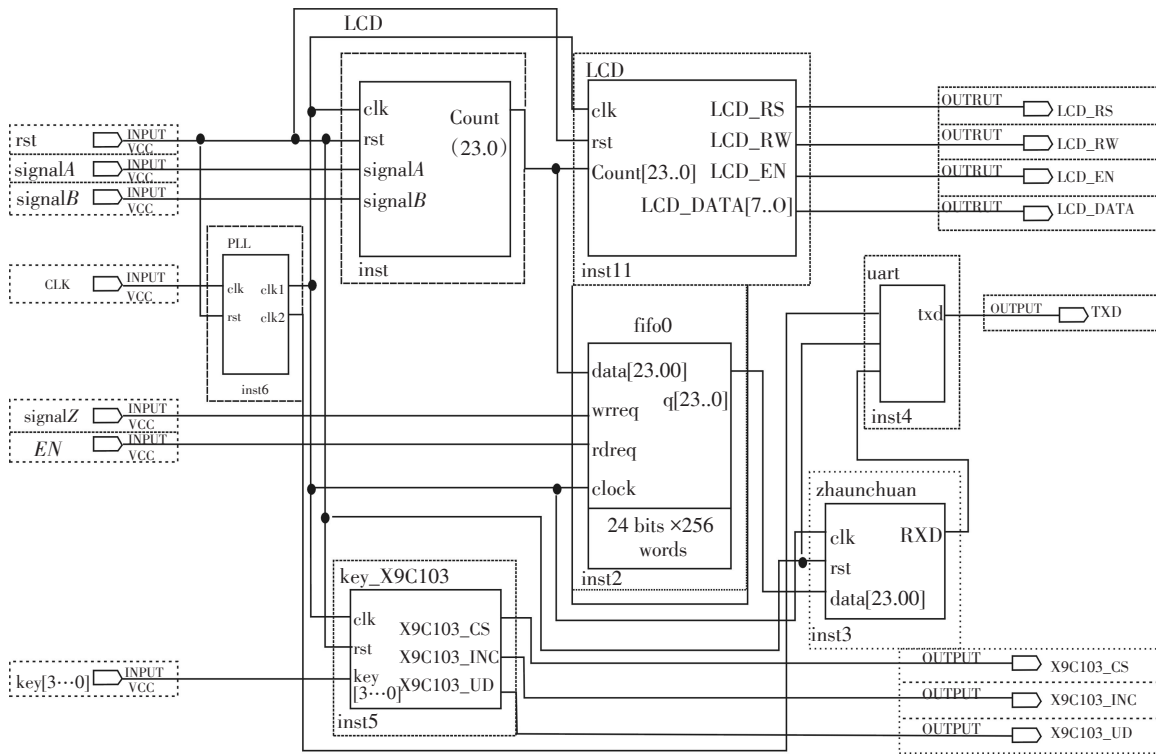 LCD
rst
INPUT
VCC
signalA
INPUT
VCC
signalB
INPUT
VCC
clk
rst
signalA
signalB
Count
(23.0)
inst
LCD
clk
rst
Count[23..0]
LCD_RS
LCD_RW
LCD_EN
LCD_DATA[7..O]
inst11
OUTRUT
LCD_RS
OUTRUT
LCD_RW
OUTRUT
LCD_EN
OUTRUT
LCD_DATA
CLK
INPUT
VCC
PLL
clk
clk1
rst
clk2
inst6
uart
txd
inst4
OUTPUT
TXD
fifo0
data[23.00]
q[23..0]
wrreq
rdreq
clock
24 bits ×256
words
inst2
signalZ
INPUT
VCC
EN
INPUT
VCC
zhaunchuan
clk
RXD
rst
data[23.00]
inst3
key_X9C103
clk
X9C103_CS
rst
X9C103_INC
key
[3⋯0]
X9C103_UD
inst5
key[3⋯0]
INPUT
VCC
OUTPUT
X9C103_CS
OUTPUT
X9C103_INC
OUTPUT
X9C103_UD